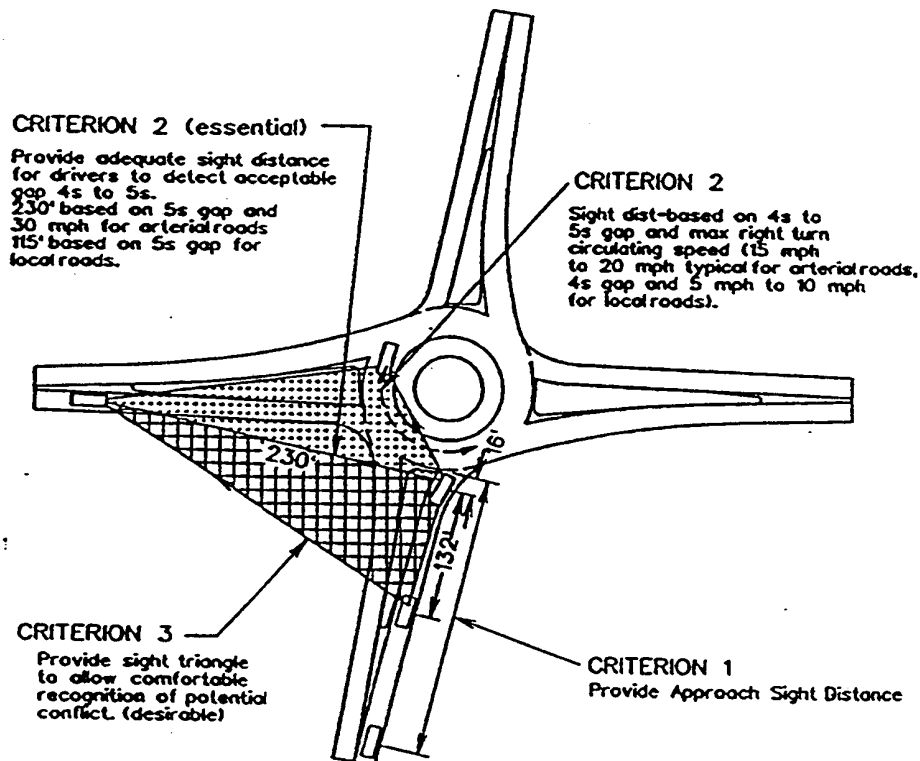 CRITERION 2 (essential)
Provide adequate sight distance
for drivers to detect acceptable
gap 4s to 5s.
230' based on 5s gap and
30 mph for arterial roads
115' based on 5s gap for
local roads.
CRITERION 2
Sight dist-based on 4s to
5s gap and max right turn
circulating speed (15 mph
to 20 mph typical for arterial roads,
4s gap and 5 mph to 10 mph
for local roads).
230'
16'
132'
CRITERION 3
Provide sight triangle
to allow comfortable
recognition of potential
conflict. (desirable)
CRITERION 1
Provide Approach Sight Distance